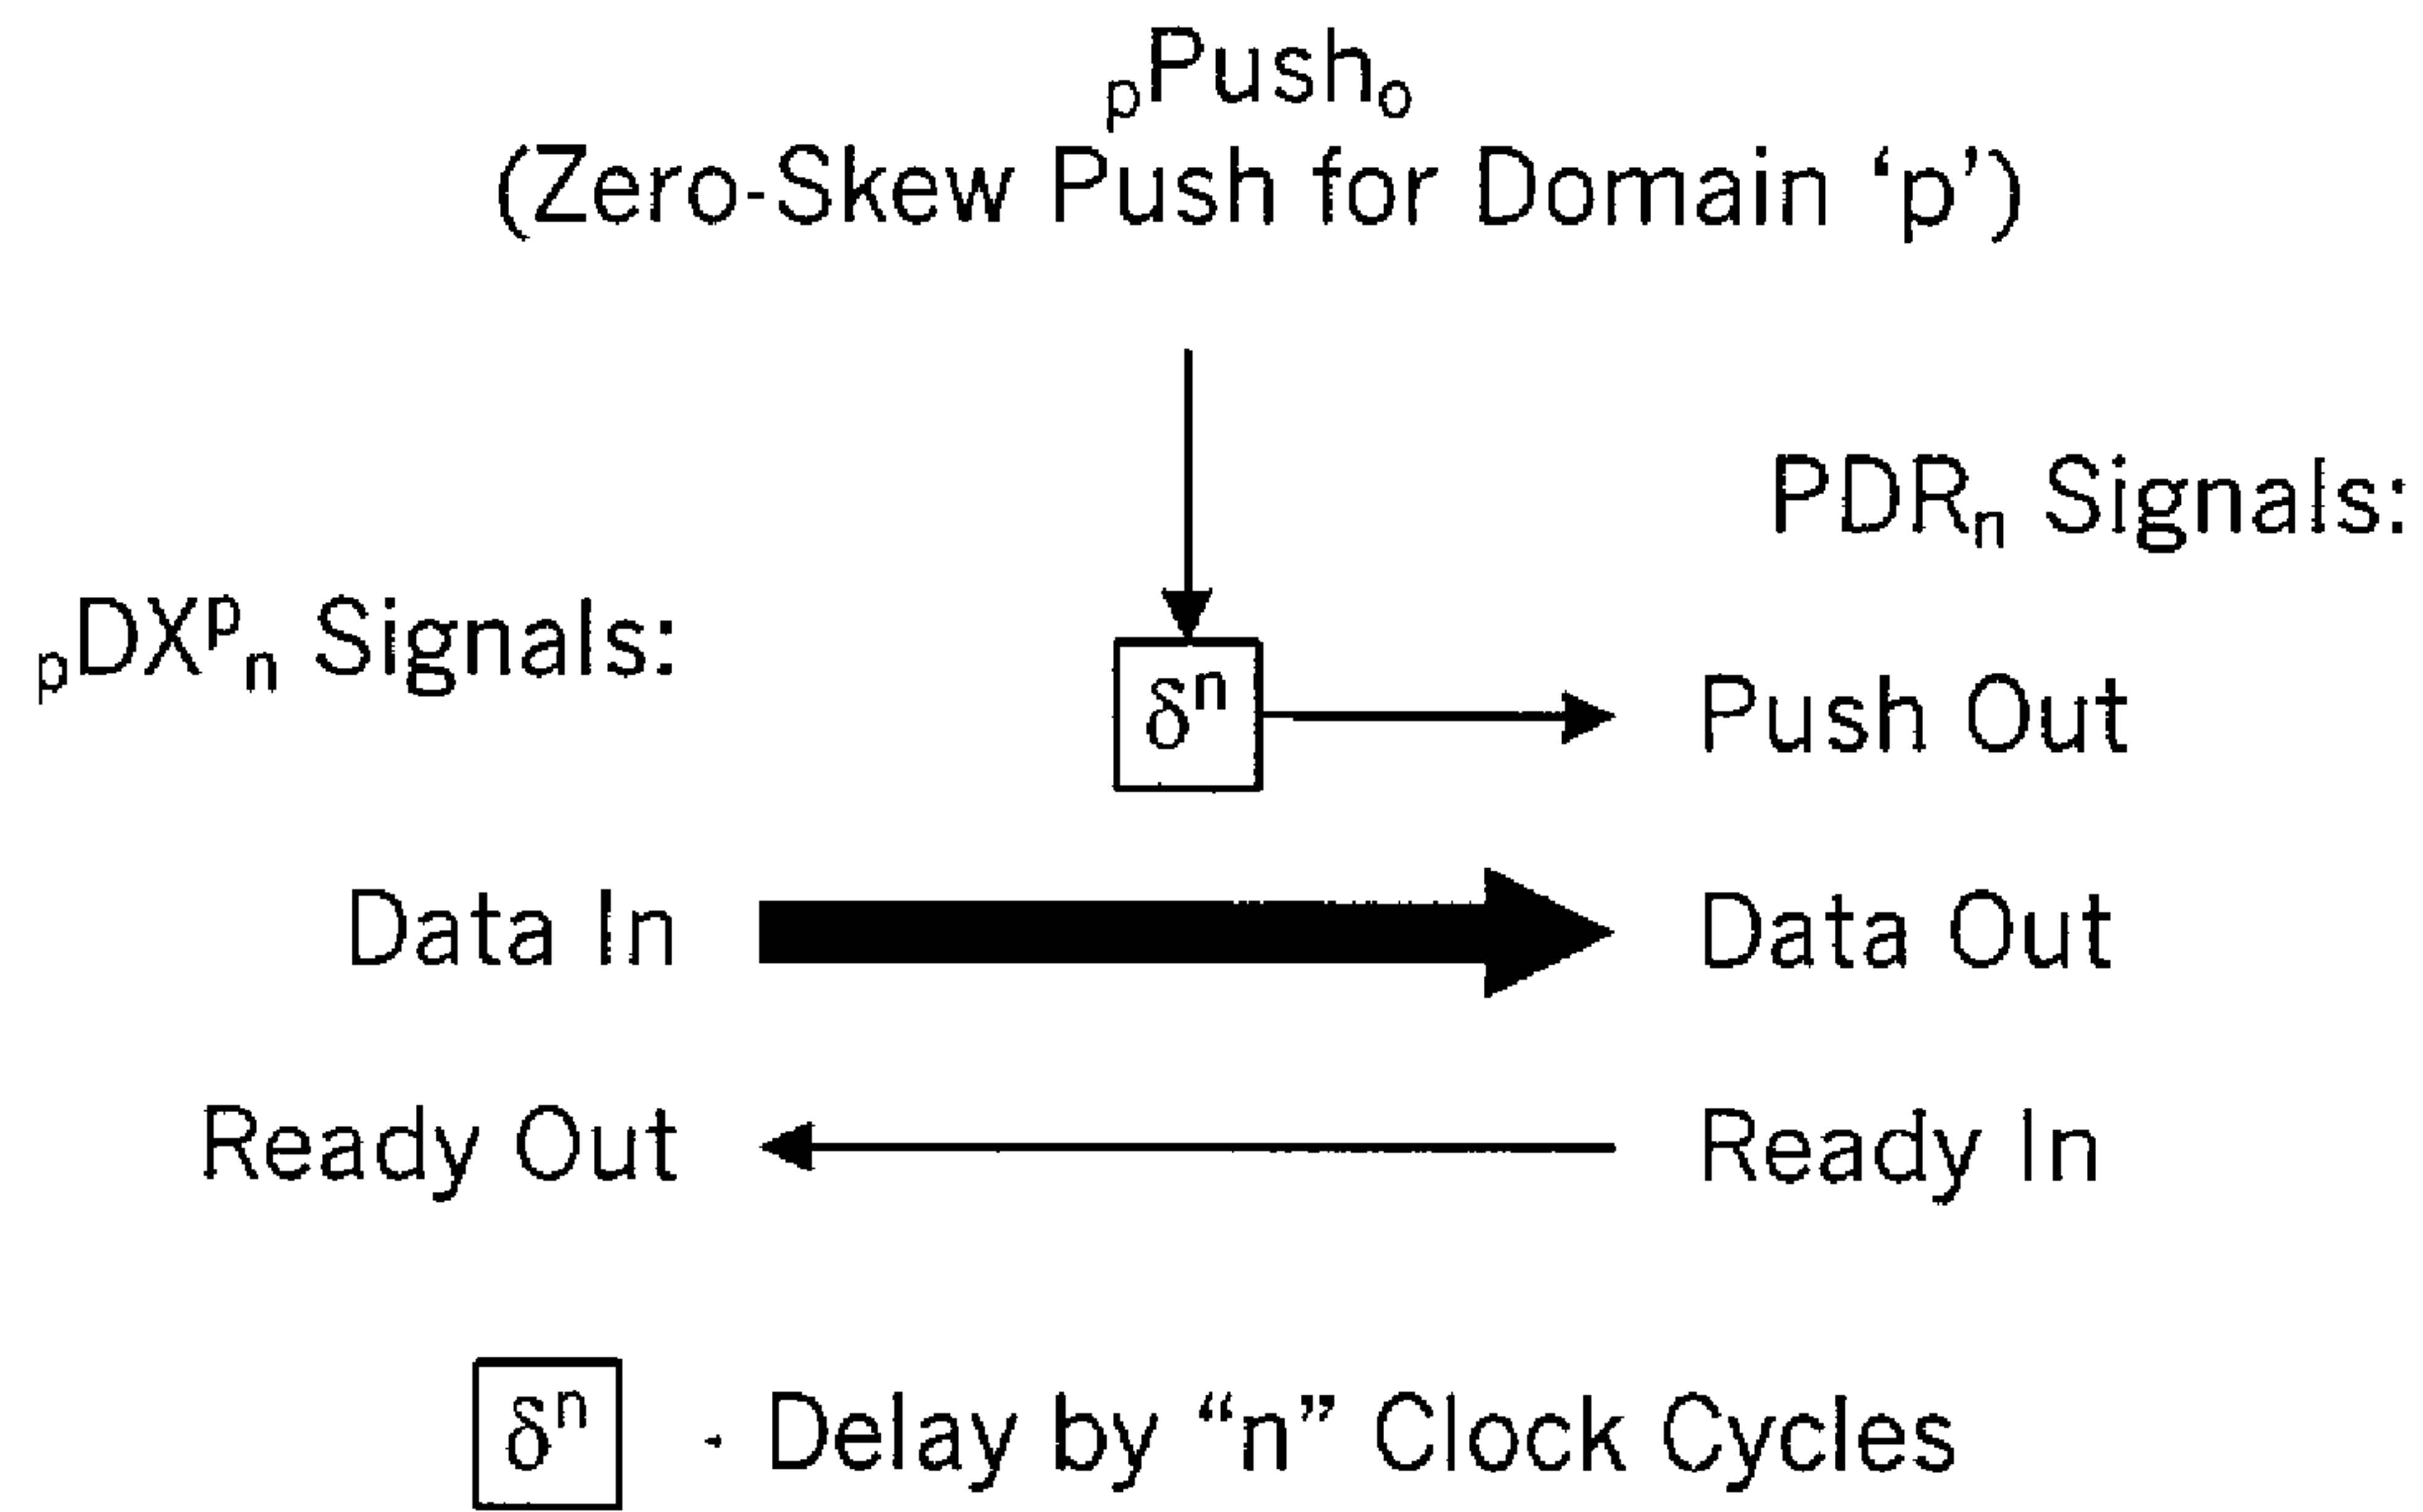 pPusho
(Zero-Skew Push for Domain ‘p’)
PDRn Signals:
pDXpn Signals:
δn
Push Out
Data In
Data Out
Ready Out
Ready In
δn - Delay by “n” Clock Cycles